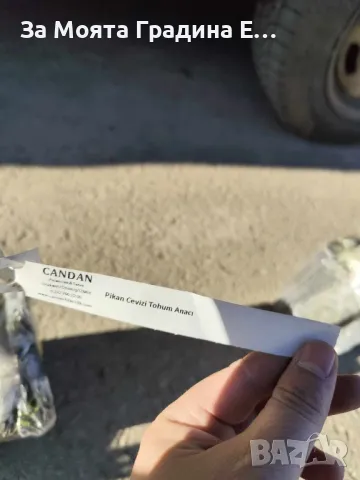 За Моята Градина Е...
CANDAN
Pikan Cevizi Tohum Anacı
BAZAR